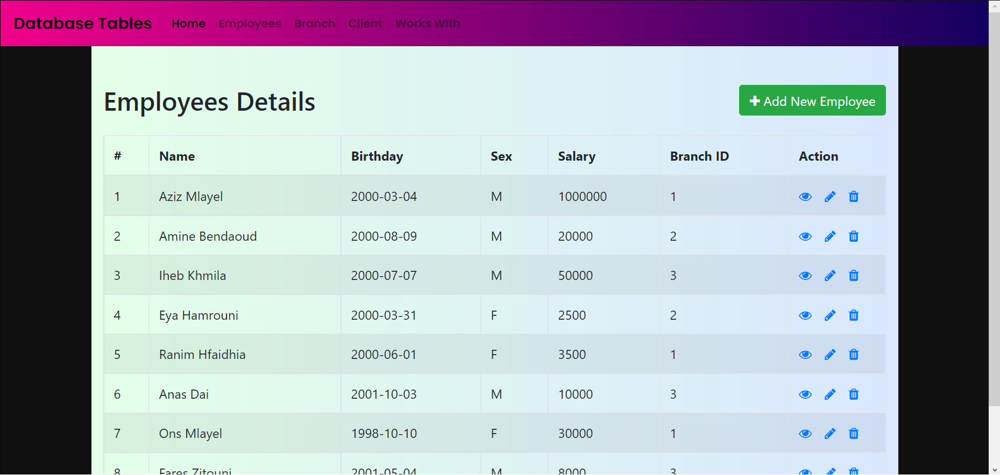 Database Tables Home Employees Branch Client Works With
Employees Details
Add New Employee
# Name Birthday Sex Salary Branch ID Action
1 Aziz Mlayel 2000-03-04 M 1000000 1
2 Amine Bendaoud 2000-08-09 M 20000 2
3 Iheb Khmila 2000-07-07 M 50000 3
4 Eya Hamrouni 2000-03-31 F 2500 2
5 Ranim Hfaidhia 2000-06-01 F 3500 1
6 Anas Dai 2001-10-03 M 10000 3
7 Ons Mlayel 1998-10-10 F 30000 1
8 Fares Zitouni 2001-05-04 M 8000 3